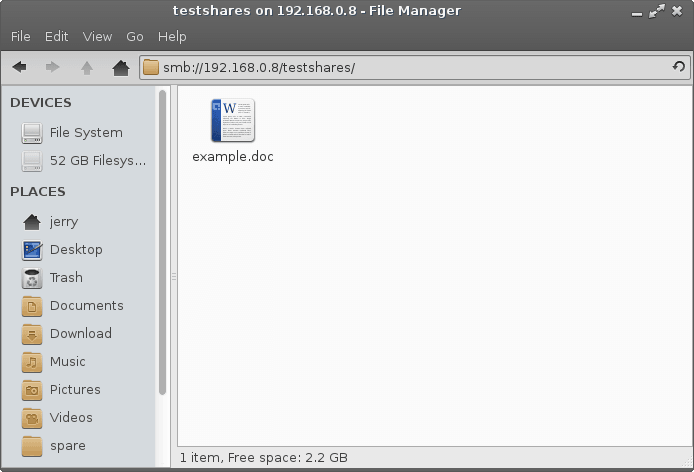 testshares on 192.168.0.8 - File Manager
File Edit View Go Help
smb://192.168.0.8/testshares/
DEVICES
File System
52 GB Filesys...
PLACES
jerry
Desktop
Trash
Documents
Download
Music
Pictures
Videos
spare
W
example.doc
1 item, Free space: 2.2 GB